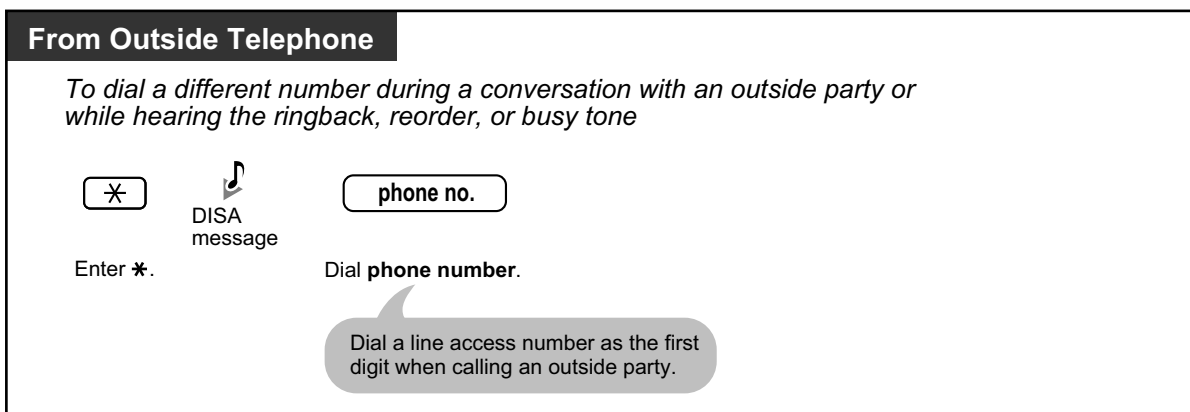 From Outside Telephone
To dial a different number during a conversation with an outside party or
while hearing the ringback, reorder, or busy tone
phone no.
DISA
message
Enter *.
Dial phone number.
Dial a line access number as the first
digit when calling an outside party.